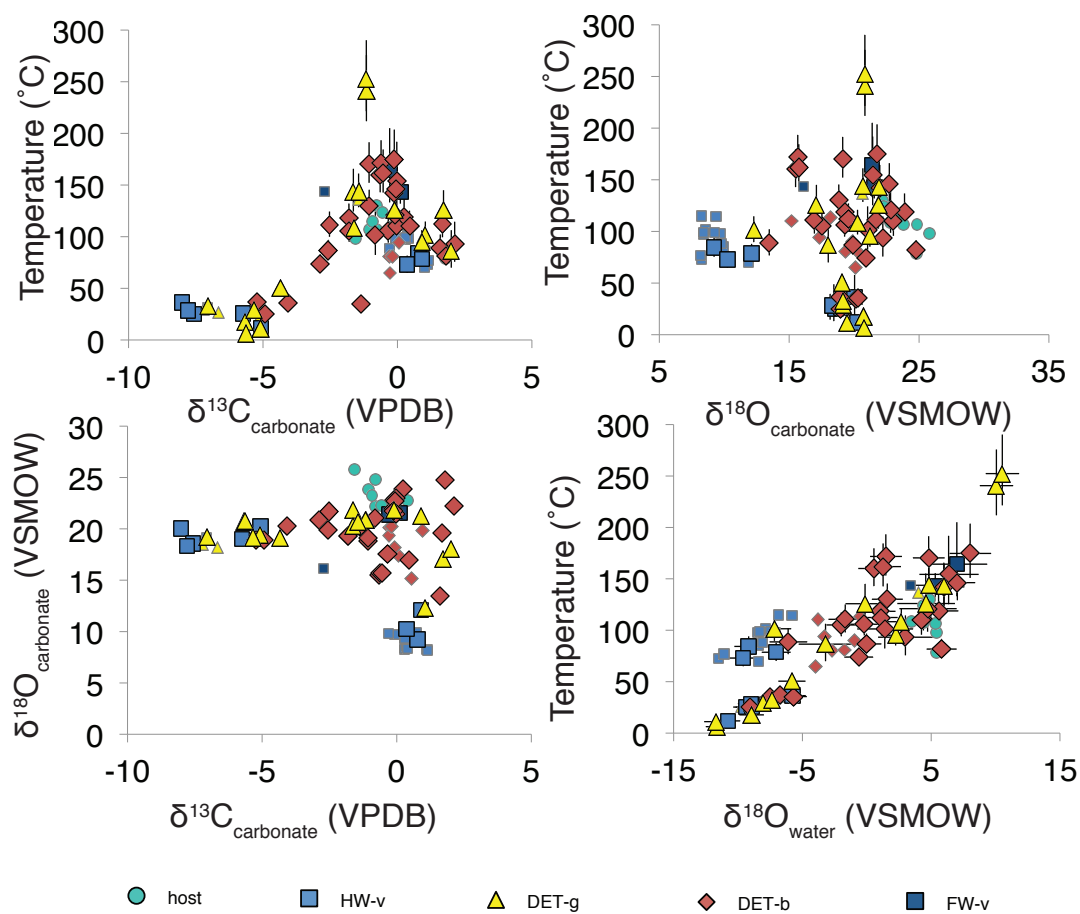 300
250
200
150
100
50
0
Temperature (˚C)
-10 -5 0 5
δ¹³Ccarbonate (VPDB)
300
250
200
150
100
50
0
Temperature (˚C)
5 15 25 35
δ¹⁸Ocarbonate (VSMOW)
30
25
20
15
10
5
0
δ¹⁸Ocarbonate (VSMOW)
-10 -5 0 5
δ¹³Ccarbonate (VPDB)
300
250
200
150
100
50
0
Temperature (˚C)
-15 -5 5 15
δ¹⁸Owater (VSMOW)
host HW-v DET-g DET-b FW-v